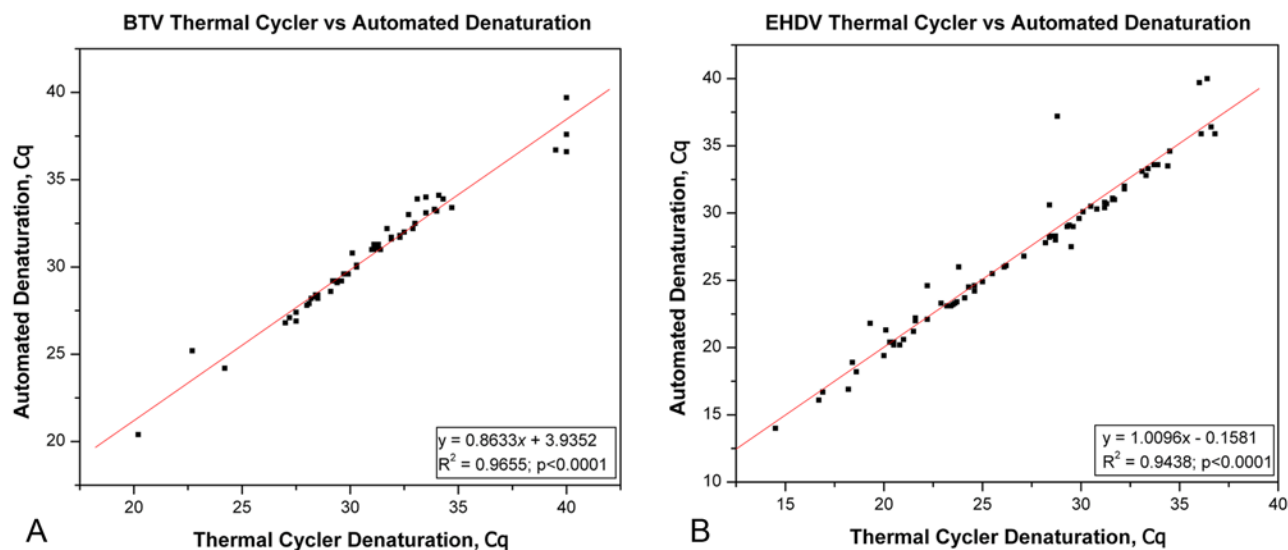 BTV Thermal Cycler vs Automated Denaturation
Automated Denaturation, Cq
40
35
30
25
20
y = 0.8633x + 3.9352
R² = 0.9655; p<0.0001
20 25 30 35 40
A
Thermal Cycler Denaturation, Cq
EHDV Thermal Cycler vs Automated Denaturation
Automated Denaturation, Cq
40
35
30
25
20
15
10
y = 1.0096x - 0.1581
R² = 0.9438; p<0.0001
15 20 25 30 35 40
B
Thermal Cycler Denaturation, Cq